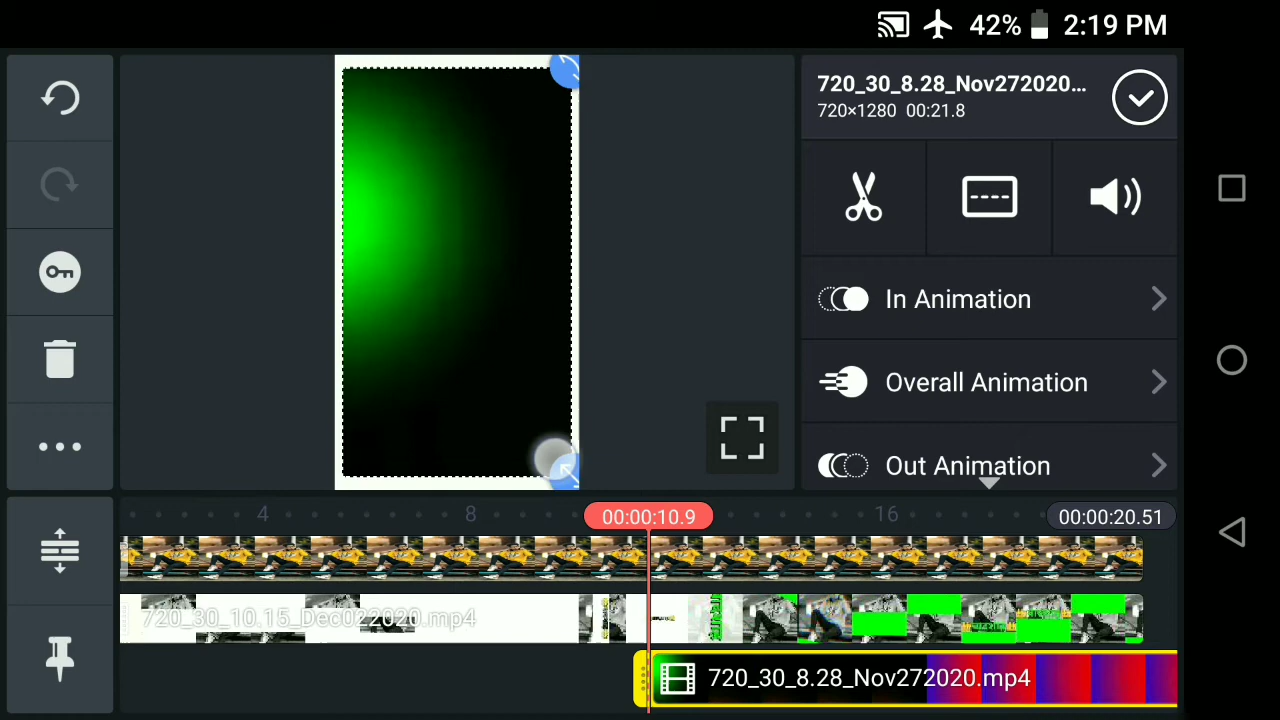 42% 2:19 PM
720_30_8.28_Nov272020...
720×1280 00:21.8
In Animation
Overall Animation
Out Animation
4 8 00:00:10.9 16 00:00:20.51
720_30_10.15_Dec022020.mp4
720_30_8.28_Nov272020.mp4